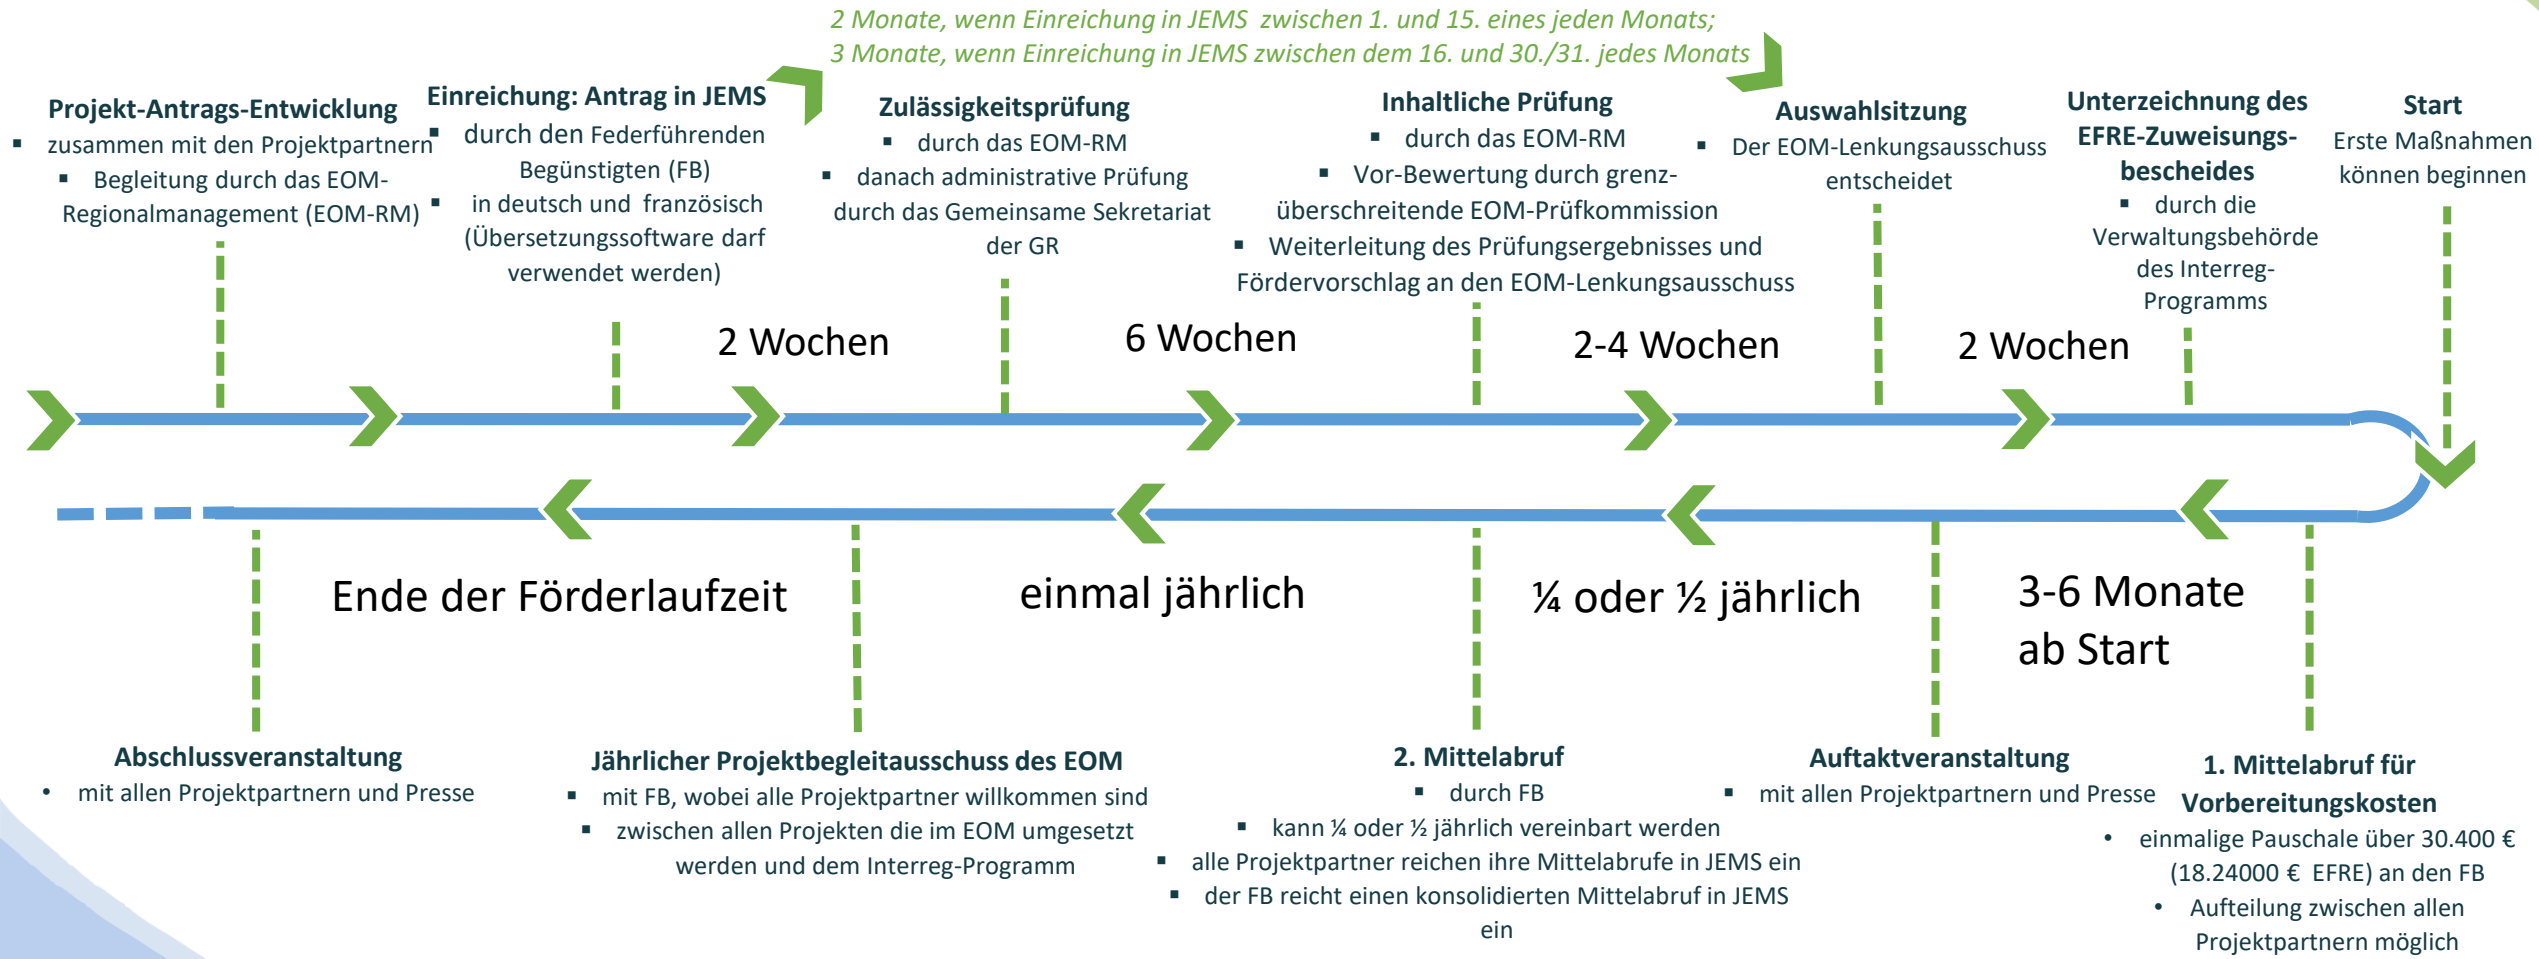 2 Monate, wenn Einreichung in JEMS zwischen 1. und 15. eines jeden Monats;
3 Monate, wenn Einreichung in JEMS zwischen dem 16. und 30./31. jedes Monats
Projekt-Antrags-Entwicklung
▪ zusammen mit den Projektpartnern
▪ Begleitung durch das EOM-
Regionalmanagement (EOM-RM)
Einreichung: Antrag in JEMS
▪ durch den Federführenden
Begünstigten (FB)
▪ in deutsch und französisch
(Übersetzungssoftware darf
verwendet werden)
Zulässigkeitsprüfung
▪ durch das EOM-RM
▪ danach administrative Prüfung
durch das Gemeinsame Sekretariat
der GR
Inhaltliche Prüfung
▪ durch das EOM-RM
▪ Vor-Bewertung durch grenz-
überschreitende EOM-Prüfkommission
▪ Weiterleitung des Prüfungsergebnisses und
Fördervorschlag an den EOM-Lenkungsausschuss
Auswahlsitzung
▪ Der EOM-Lenkungsausschuss
entscheidet
Unterzeichnung des
EFRE-Zuweisungs-
bescheides
▪ durch die
Verwaltungsbehörde
des Interreg-
Programms
Start
Erste Maßnahmen
können beginnen
2 Wochen
6 Wochen
2-4 Wochen
2 Wochen
Ende der Förderlaufzeit
einmal jährlich
¼ oder ½ jährlich
3-6 Monate
ab Start
Abschlussveranstaltung
• mit allen Projektpartnern und Presse
Jährlicher Projektbegleitausschuss des EOM
▪ mit FB, wobei alle Projektpartner willkommen sind
▪ zwischen allen Projekten die im EOM umgesetzt
werden und dem Interreg-Programm
2. Mittelabruf
▪ durch FB
▪ kann ¼ oder ½ jährlich vereinbart werden
▪ alle Projektpartner reichen ihre Mittelabrufe in JEMS ein
▪ der FB reicht einen konsolidierten Mittelabruf in JEMS
ein
Auftaktveranstaltung
▪ mit allen Projektpartnern und Presse
1. Mittelabruf für
Vorbereitungskosten
• einmalige Pauschale über 30.400 €
(18.24000 € EFRE) an den FB
• Aufteilung zwischen allen
Projektpartnern möglich